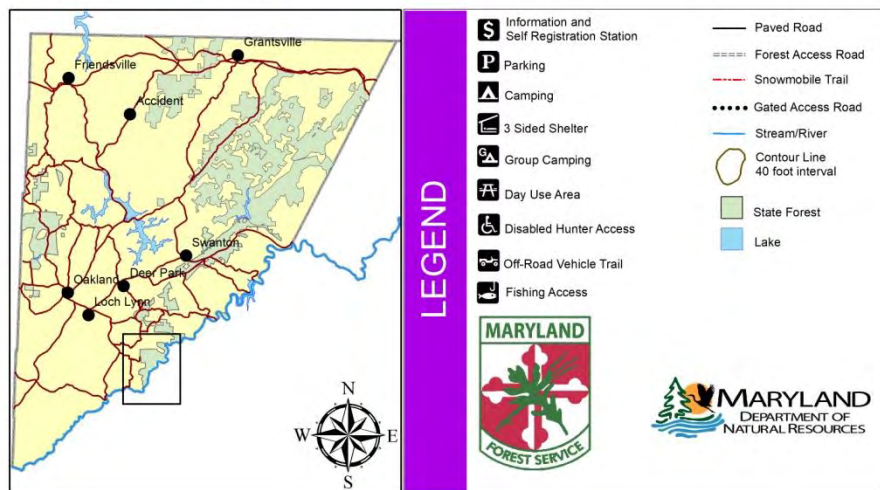 Grantsville
Friendsville
Accident
Swanton
Deer Park
Oakland
Loch Lynn
N
W E
S
LEGEND
$ Information and
Self Registration Station
P Parking
Camping
3 Sided Shelter
G Group Camping
Day Use Area
Disabled Hunter Access
Off-Road Vehicle Trail
Fishing Access
Paved Road
Forest Access Road
Snowmobile Trail
Gated Access Road
Stream/River
Contour Line
40 foot interval
State Forest
Lake
MARYLAND
FOREST SERVICE
MARYLAND
DEPARTMENT OF
NATURAL RESOURCES